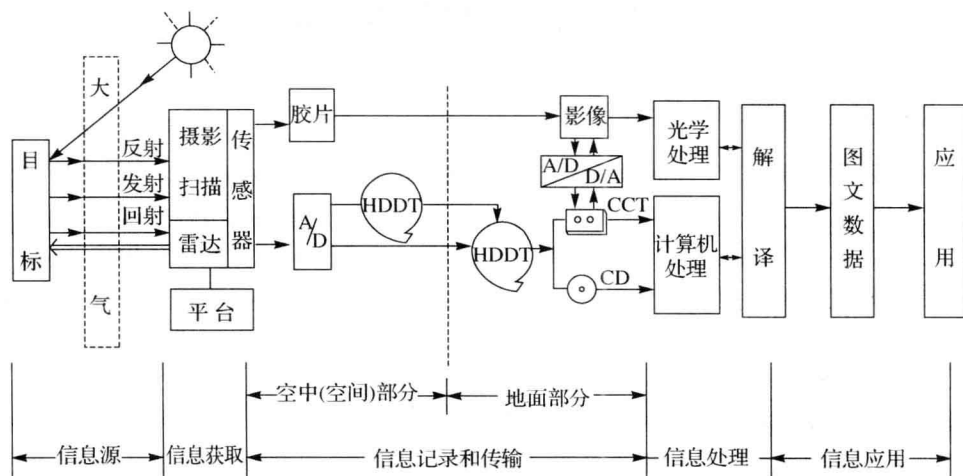 大
气
目
标
反射
发射
回射
摄影
扫描
雷达
传
感
器
平台
胶片
A/D
HDDT
HDDT
影像
A/D
D/A
CCT
CD
光学
处理
计算机
处理
解
译
图
文
数
据
应
用
空中(空间)部分
地面部分
信息源
信息获取
信息记录和传输
信息处理
信息应用